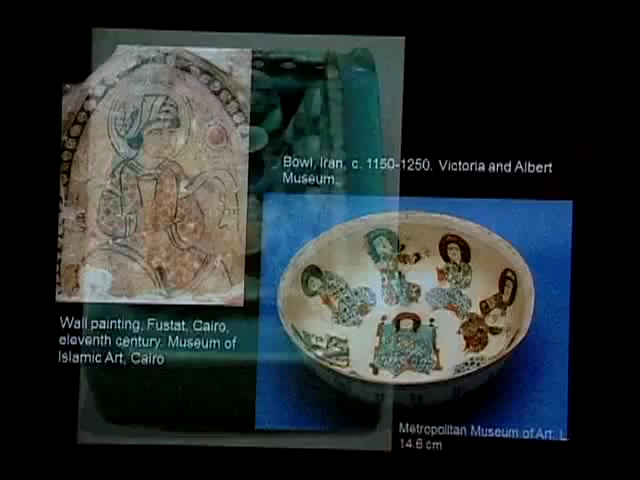 Bowl, Iran, c. 1150-1250. Victoria and Albert
Museum.
Wall painting, Fustat, Cairo,
eleventh century. Museum of
Islamic Art, Cairo
Metropolitan Museum of Art. L.
14.6 cm